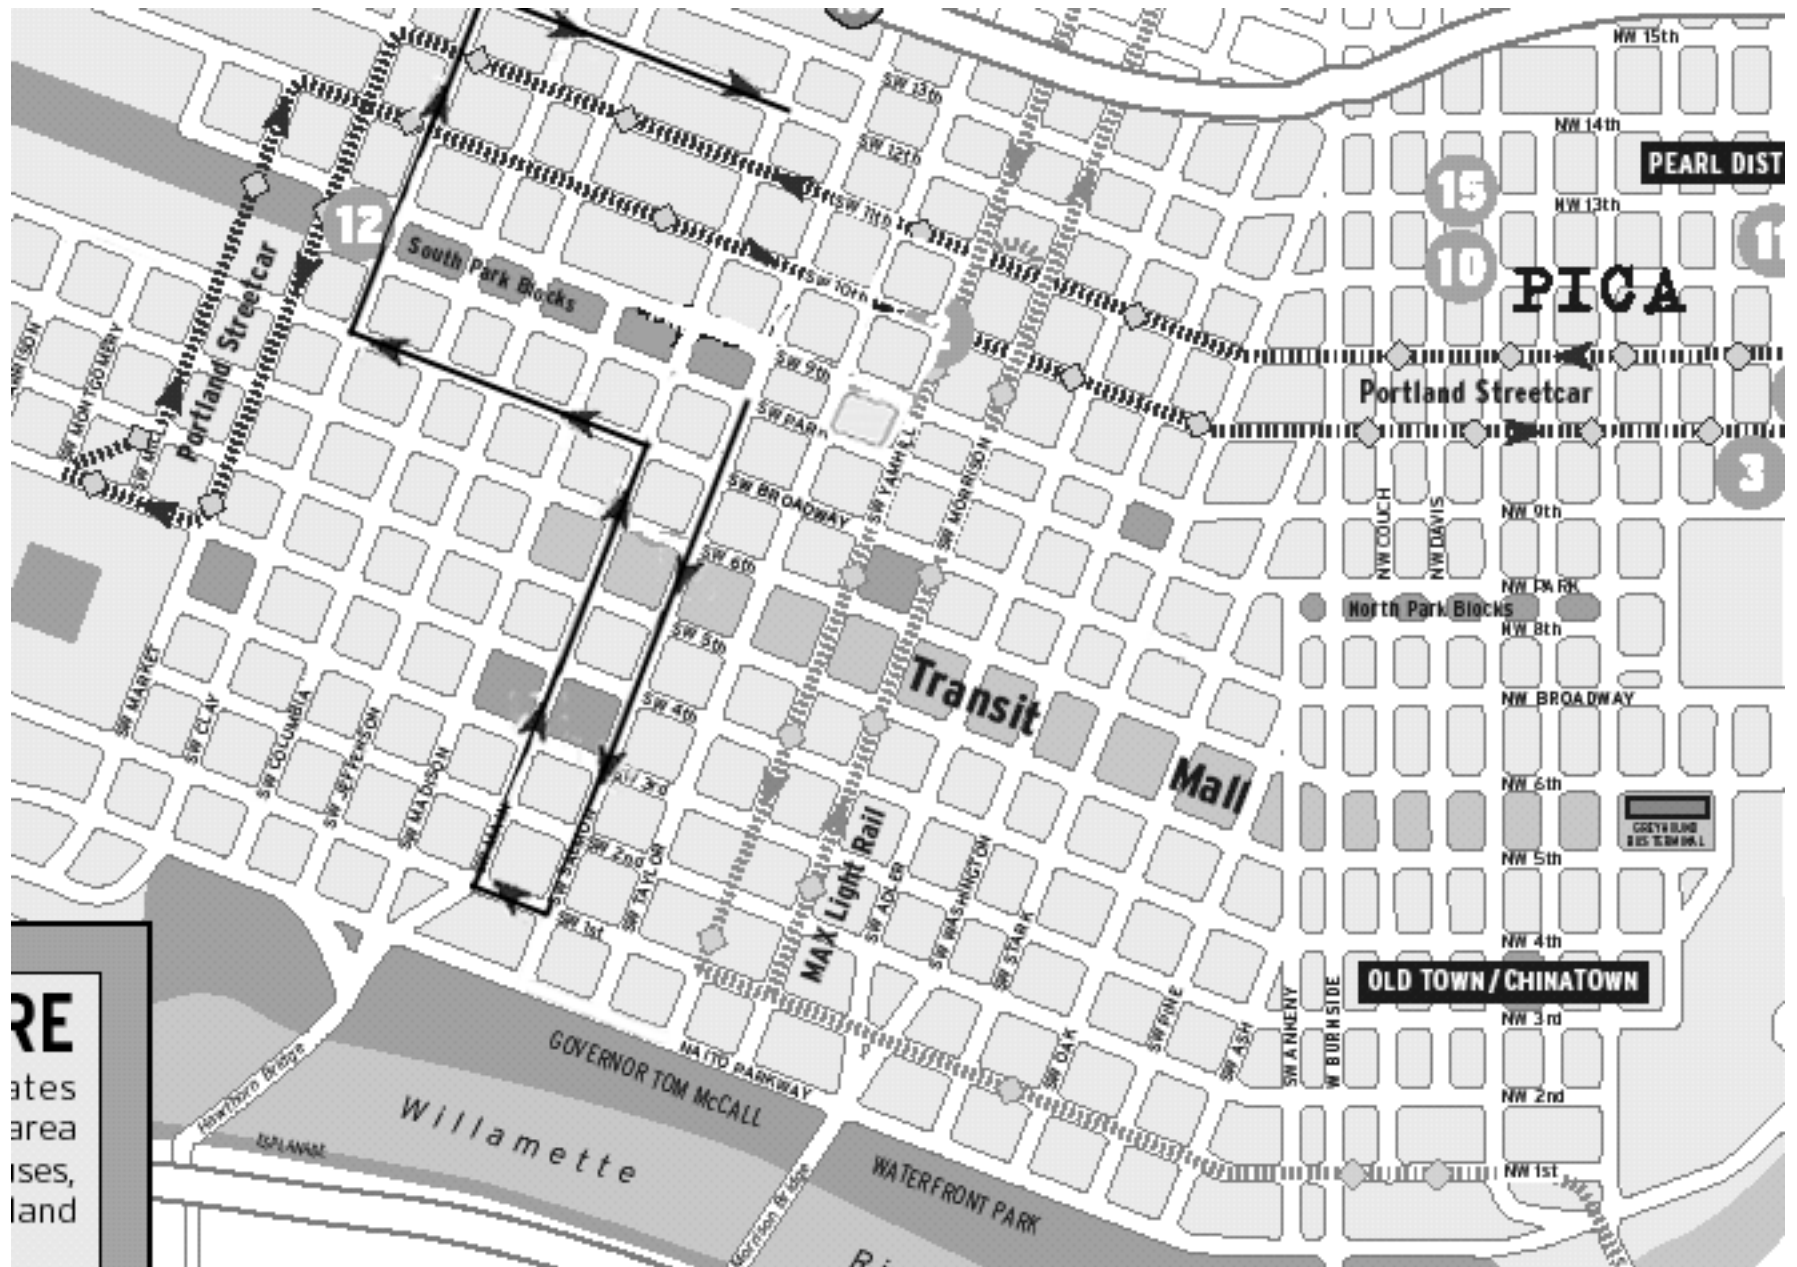 NW 15th
SW 13th
NW 14th
SW 12th
PEARL DIST
15
NW 13th
SW 11th
12
11
South Park Blocks
10
PICA
SW 10th
Portland Streetcar
SW 9th
Portland Streetcar
SW MONTGOMERY
SW MILL
SW PARK
SW YAMHILL
SW MORRISON
3
SW BROADWAY
NW COUCH
NW DAVIS
NW 9th
SW 6th
NW PARK
North Park Blocks
NW 8th
SW 5th
Transit
Mall
SW MARKET
SW CLAY
SW COLUMBIA
SW JEFFERSON
SW MADISON
SW 4th
NW BROADWAY
NW 6th
GREYHOUND
BUS TERMINAL
SW SALMON
SW 2nd
SW TAYLOR
MAX Light Rail
SW ADLER
SW WASHINGTON
SW STARK
NW 5th
SW 1st
NW 4th
OLD TOWN/CHINATOWN
NW 3rd
SW OAK
SW PINE
SW ASH
SW ANKENY
W BURNSIDE
RE
ates
area
uses,
land
Hawthorn Bridge
GOVERNOR TOM McCALL
NAITO PARKWAY
NW 2nd
Willamette
ESPLANADE
Morrison Bridge
WATERFRONT PARK
NW 1st
Ri